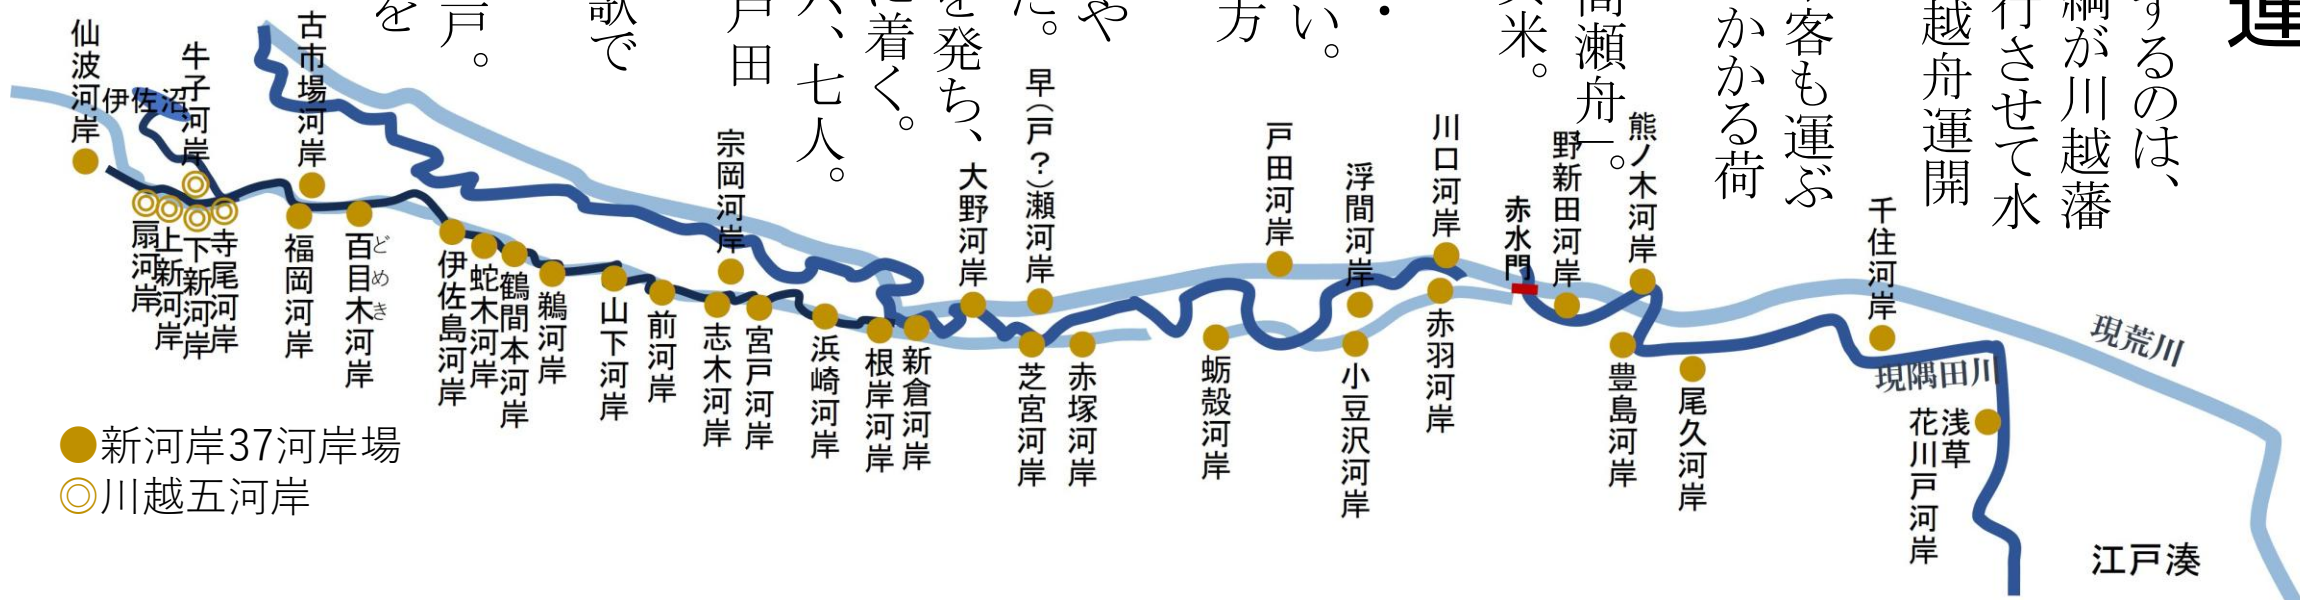 運
するのは、
綱が川越藩
行させて水
越舟運開
客も運ぶ
かかる荷
高瀬舟」。
米。
・
い。
方
や
た。
を発ち、
に着く。
、七人。
戸田
歌で
戸。
を
仙波河岸
伊佐沼
牛子河岸
古市場河岸
扇河岸
上新河岸
下新河岸
寺尾河岸
福岡河岸
百目木河岸
どめき
伊佐島河岸
蛇木河岸
鶴間本河岸
鵜河岸
山下河岸
前河岸
宗岡河岸
志木河岸
宮戸河岸
浜崎河岸
根岸河岸
新倉河岸
大野河岸
早(戸?)瀬河岸
芝宮河岸
赤塚河岸
蛎殻河岸
戸田河岸
浮間河岸
小豆沢河岸
川口河岸
赤羽河岸
赤水門
野新田河岸
熊ノ木河岸
豊島河岸
尾久河岸
千住河岸
現隅田川
現荒川
浅草
花川戸河岸
江戸湊
新河岸37河岸場
川越五河岸